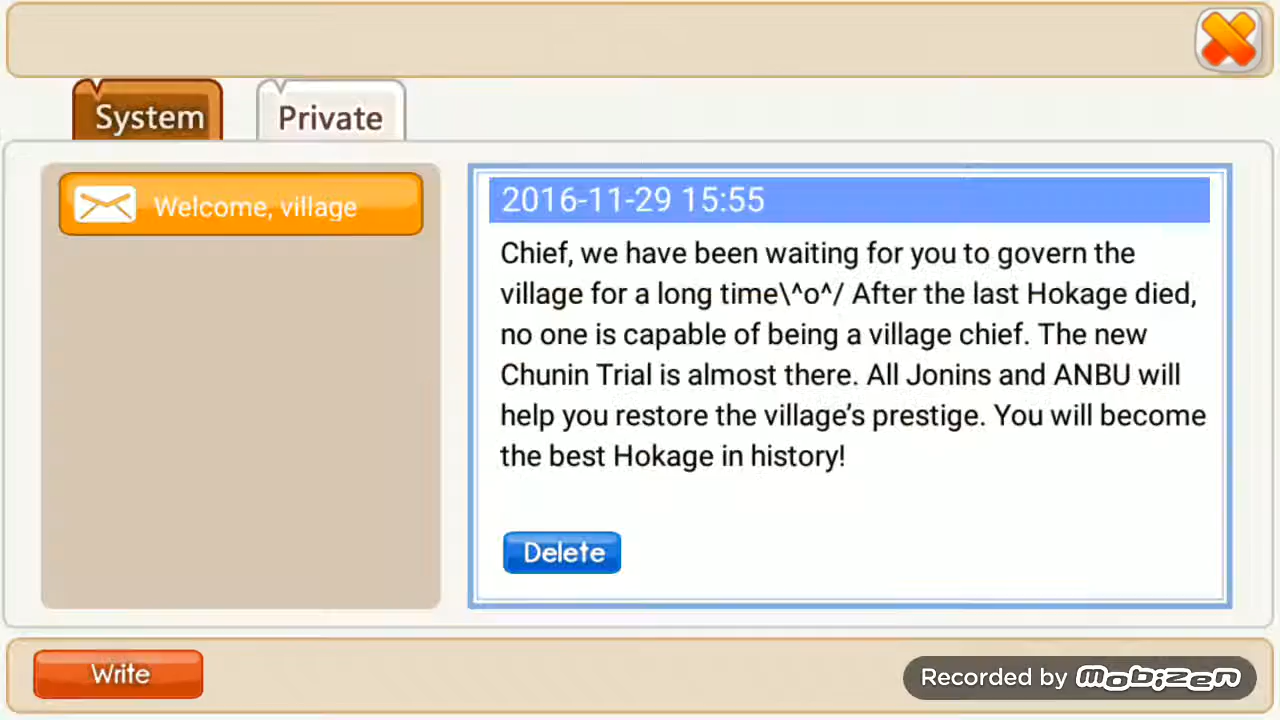 System
Private
Welcome, village
2016-11-29 15:55
Chief, we have been waiting for you to govern the
village for a long time\^o^/ After the last Hokage died,
no one is capable of being a village chief. The new
Chunin Trial is almost there. All Jonins and ANBU will
help you restore the village's prestige. You will become
the best Hokage in history!
Delete
Write
Recorded by mobizen